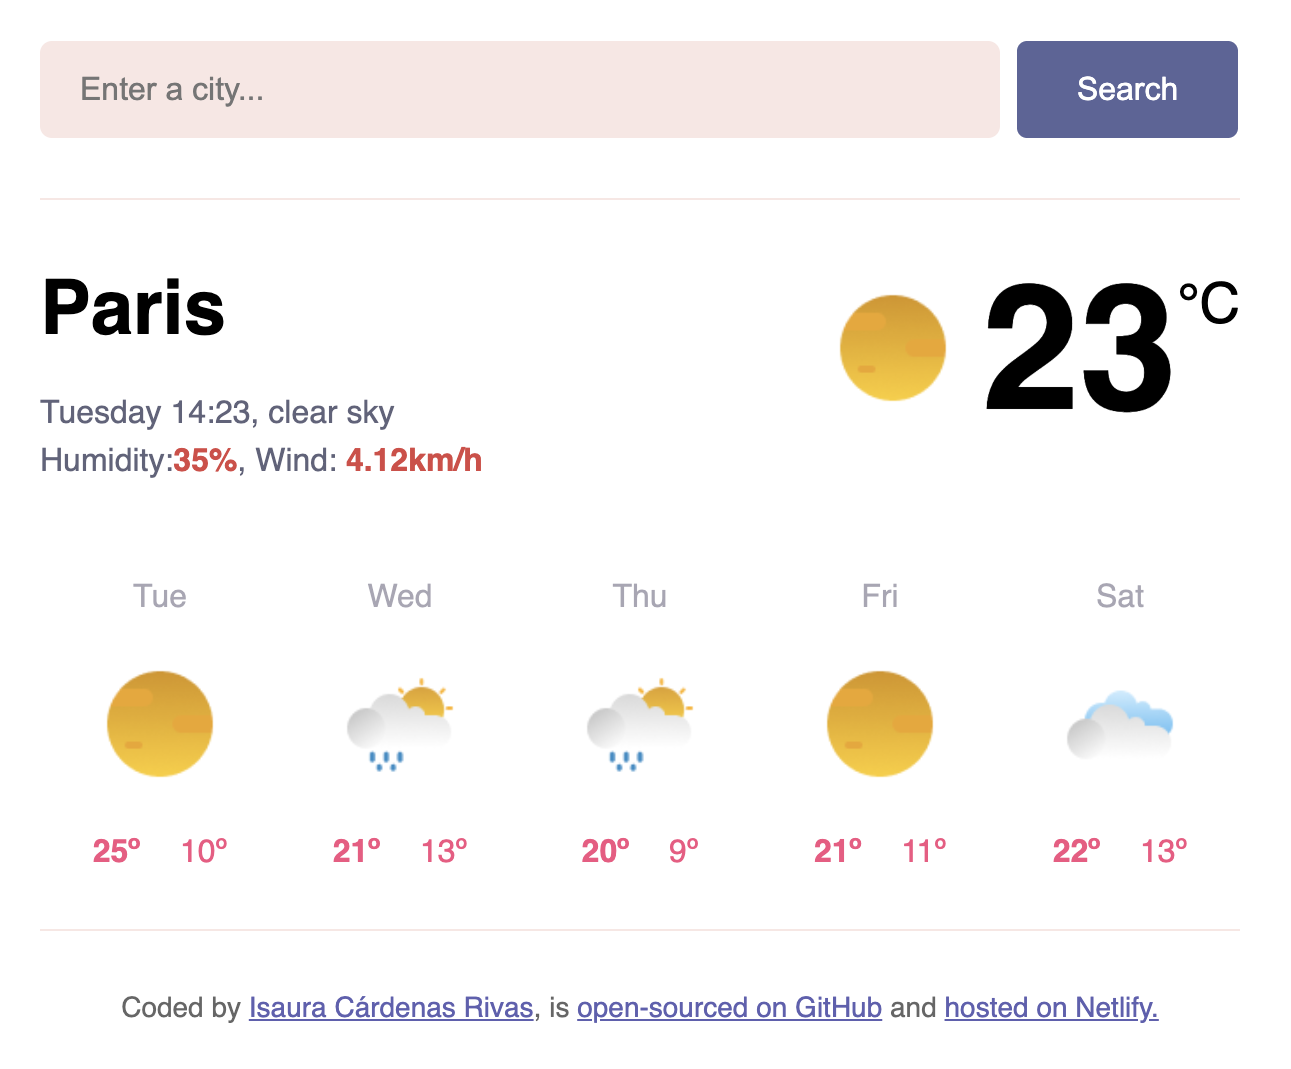 Enter a city...
Search
Paris
23°C
Tuesday 14:23, clear sky
Humidity:35%, Wind: 4.12km/h
Tue Wed Thu Fri Sat
25º 10º 21º 13º 20º 9º 21º 11º 22º 13º
Coded by Isaura Cárdenas Rivas, is open-sourced on GitHub and hosted on Netlify.